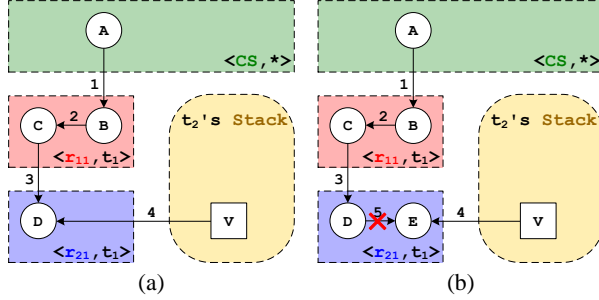 A
<CS,*>
1
C
2
B
t₂'s Stack
<r₁₁,t₁>
3
D
4
V
<r₂₁,t₁>
(a)
A
<CS,*>
1
C
2
B
t₂'s Stack
<r₁₁,t₁>
3
D
5
E
4
V
<r₂₁,t₁>
(b)